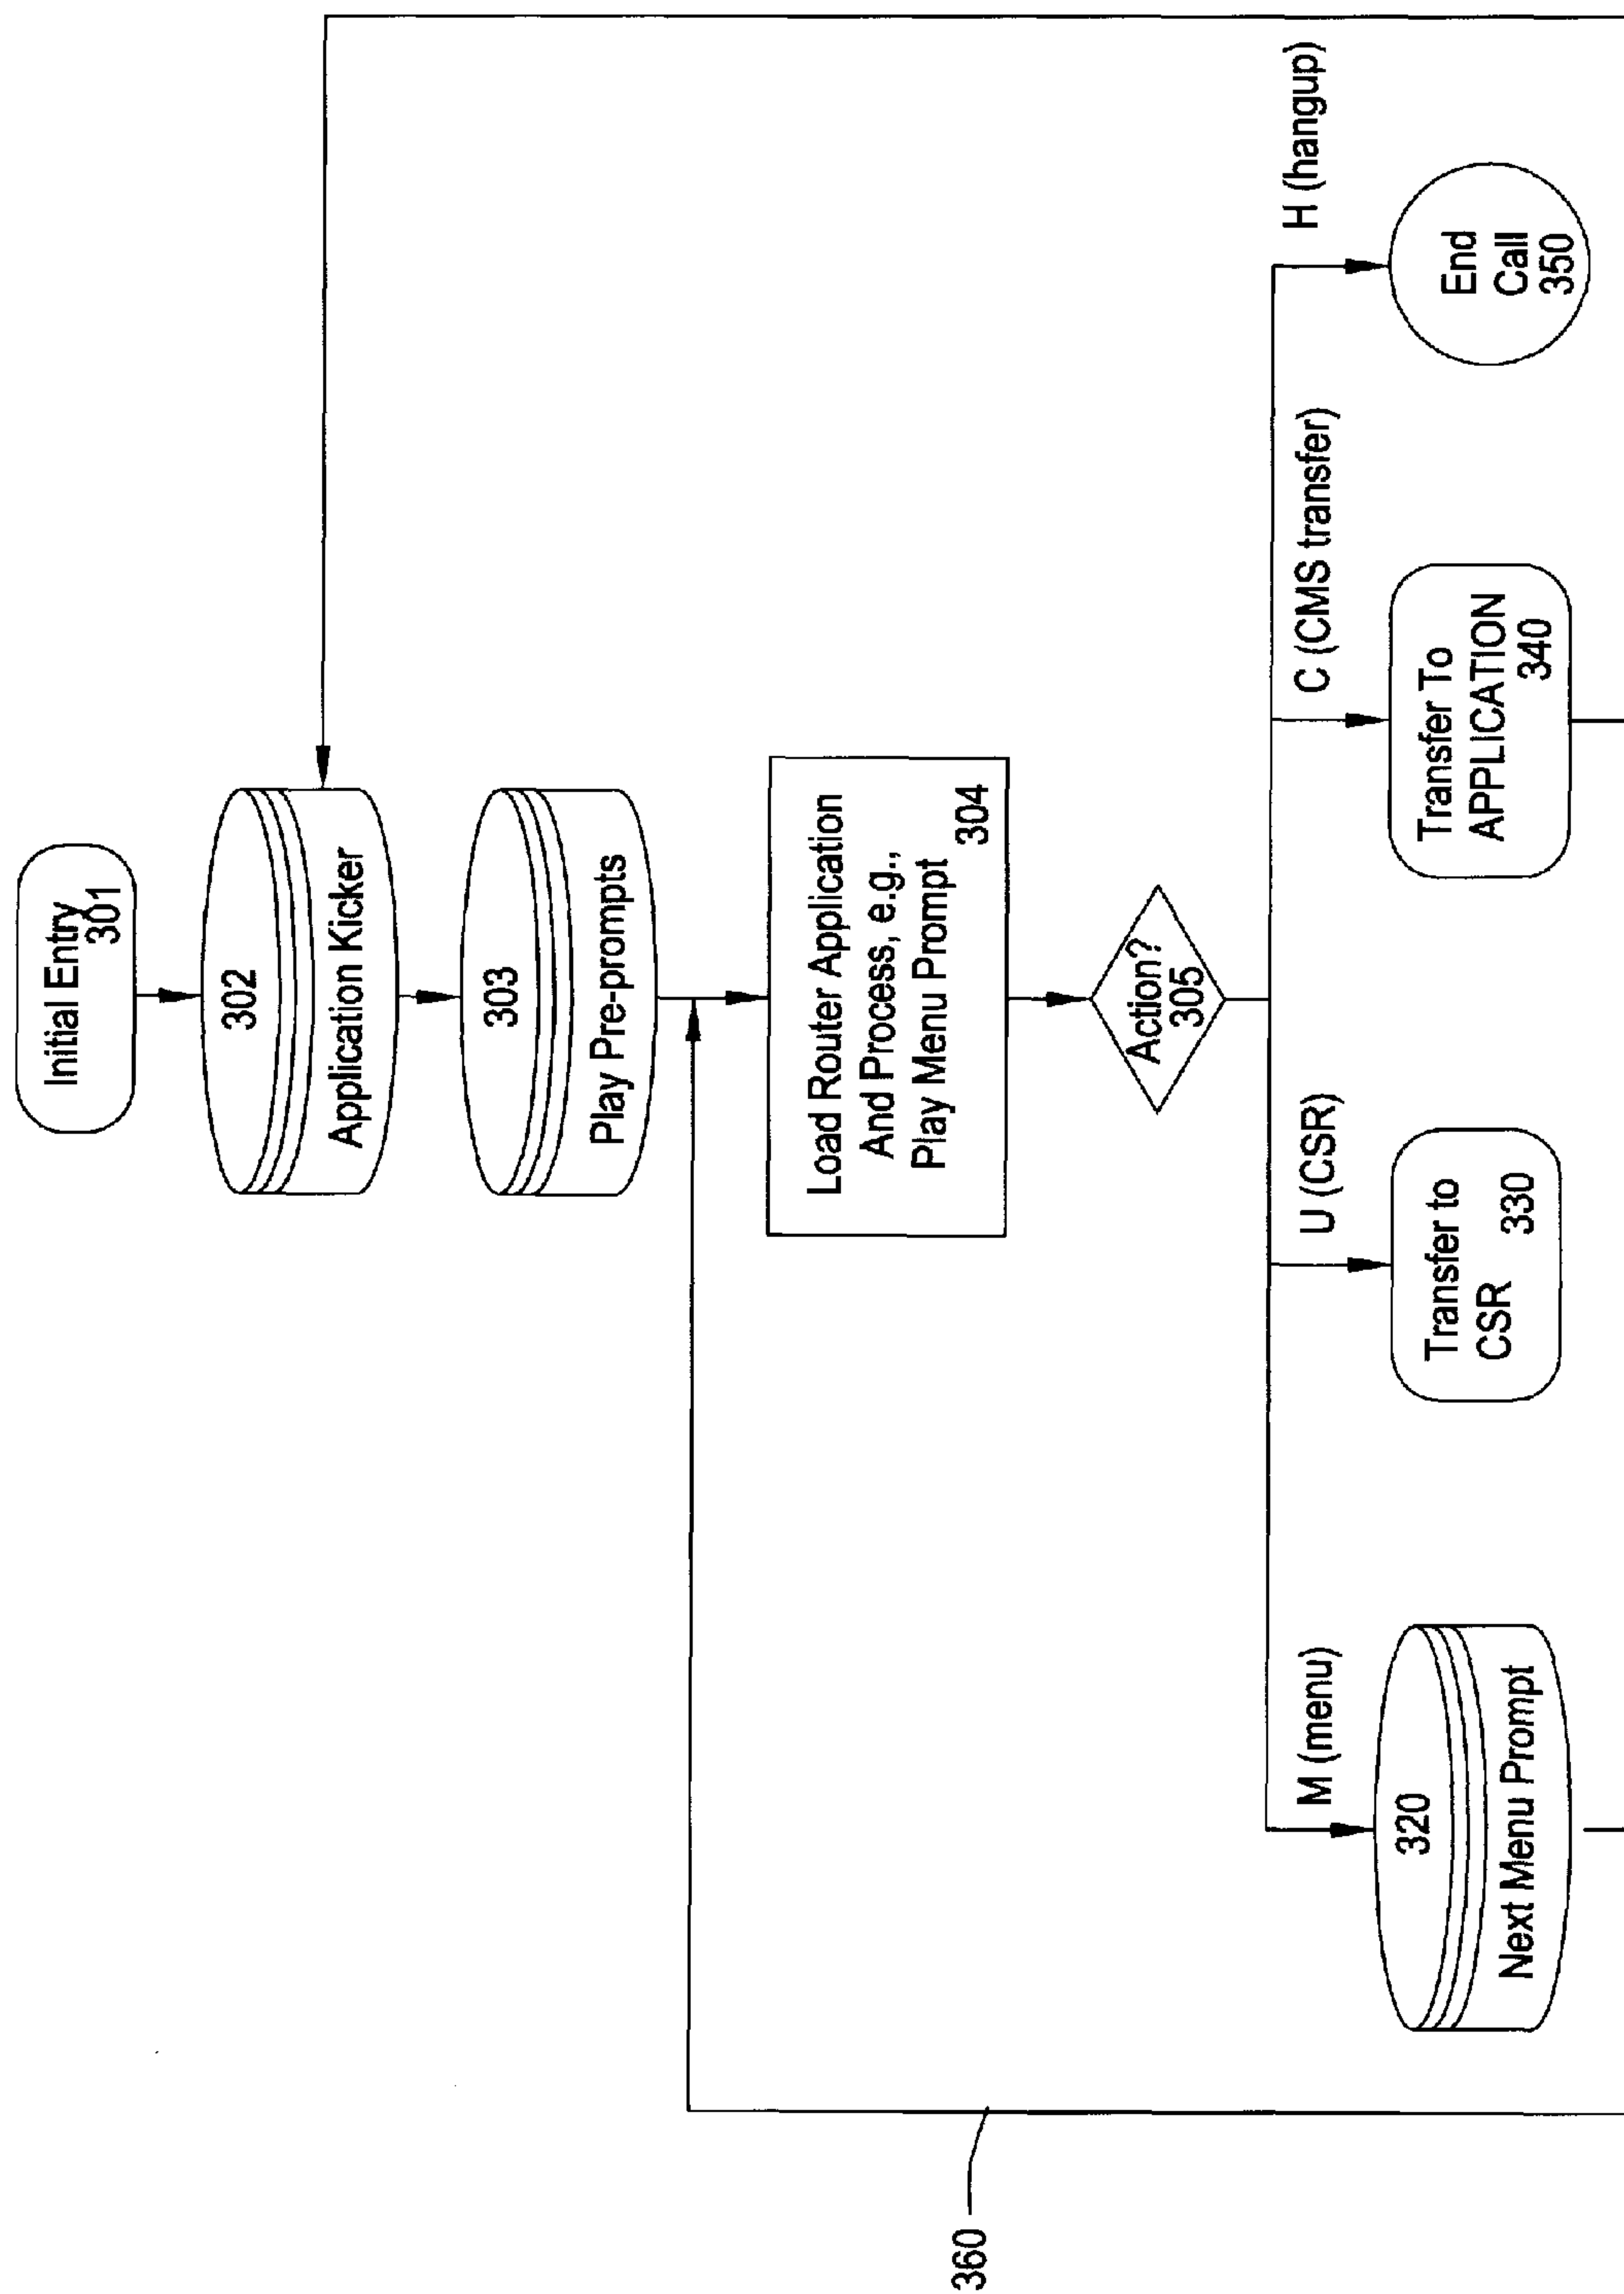 Initial Entry
301
302
Application Kicker
303
Play Pre-prompts
Load Router Application
And Process, e.g.,
Play Menu Prompt
304
Action?
305
M (menu)
U (CSR)
C (CMS transfer)
H (hangup)
320
Next Menu Prompt
Transfer to
CSR 330
Transfer To
APPLICATION
340
End
Call
350
360